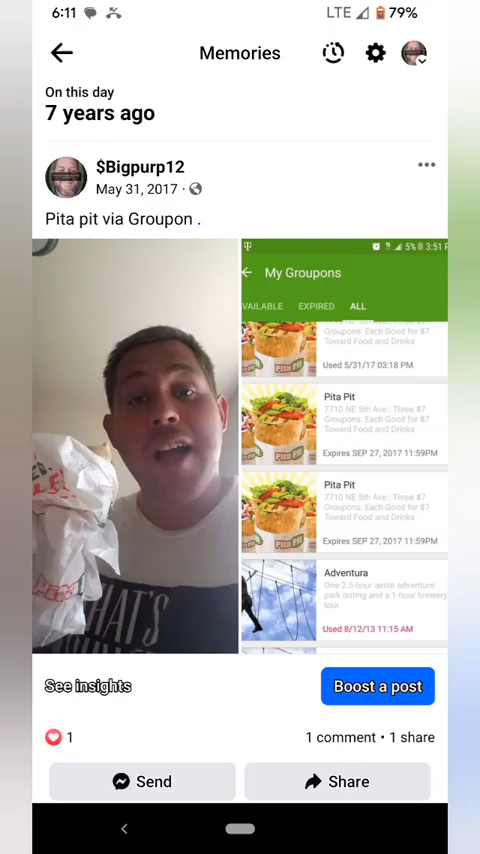 6:11
LTE 79%
Memories
On this day
7 years ago
$Bigpurp12
May 31, 2017
Pita pit via Groupon .
5% 3:51 P
My Groupons
VAILABLE EXPIRED ALL
Groupons: Each Good for $7
Toward Food and Drinks
Used 5/31/17 03:18 PM
Pita Pit
7710 NE 5th Ave.: Three $7
Groupons: Each Good for $7
Toward Food and Drinks
Expires SEP 27, 2017 11:59PM
Pita Pit
7710 NE 5th Ave.: Three $7
Groupons: Each Good for $7
Toward Food and Drinks
Expires SEP 27, 2017 11:59PM
Adventura
One 2.5-hour aerial adventure
park outing and a 1-hour brewery
tour
Used 8/12/13 11:15 AM
Pita Pit
Pita Pit
THAT'S
See insights
Boost a post
1
1 comment • 1 share
Send
Share